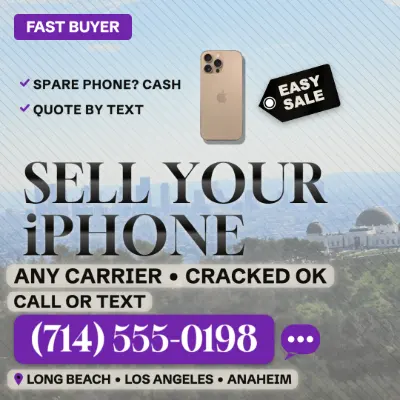 FAST BUYER
SPARE PHONE? CASH
QUOTE BY TEXT
EASY
SALE
SELL YOUR
iPHONE
ANY CARRIER • CRACKED OK
CALL OR TEXT
(714) 555-0198
LONG BEACH • LOS ANGELES • ANAHEIM